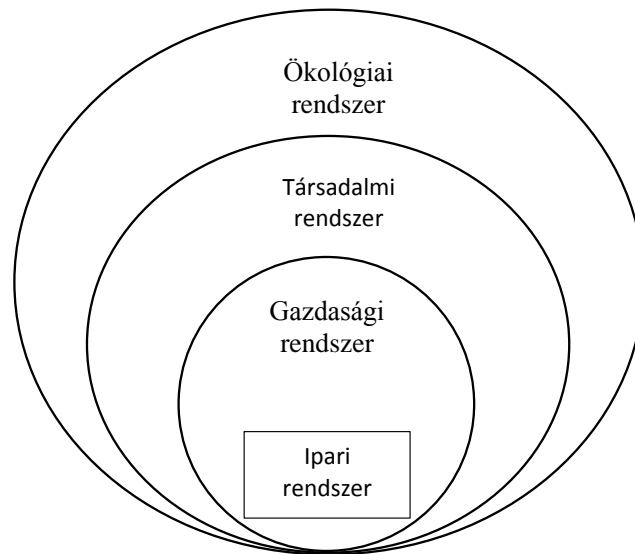 Ökológiai
rendszer
Társadalmi
rendszer
Gazdasági
rendszer
Ipari
rendszer